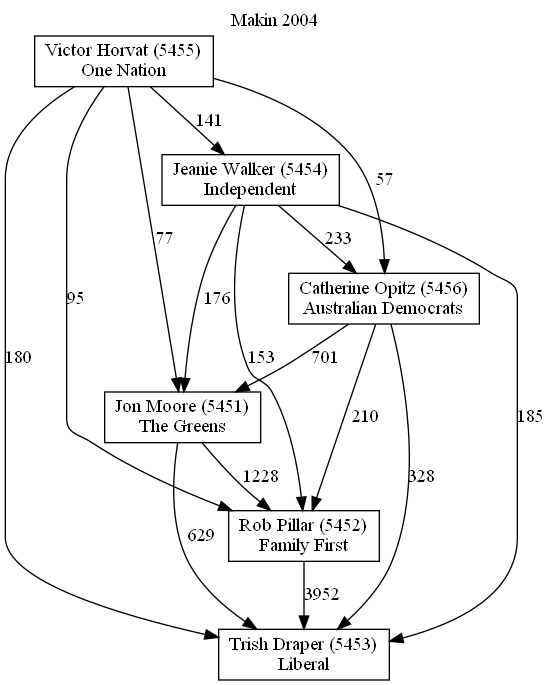 Makin 2004
Victor Horvat (5455)
One Nation
141
Jeanie Walker (5454)
Independent
57
77
233
95
176
Catherine Opitz (5456)
Australian Democrats
180
153
701
Jon Moore (5451)
The Greens
210
185
1228
328
Rob Pillar (5452)
Family First
629
3952
Trish Draper (5453)
Liberal